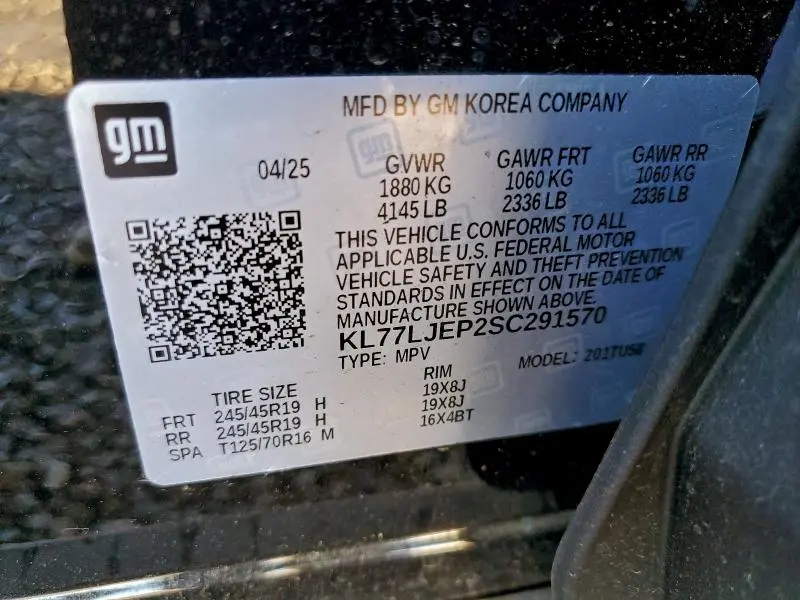 gm
MFD BY GM KOREA COMPANY
04/25
GVWR GAWR FRT GAWR RR
1880 KG 1060 KG 1060 KG
4145 LB 2336 LB 2336 LB
THIS VEHICLE CONFORMS TO ALL
APPLICABLE U.S. FEDERAL MOTOR
VEHICLE SAFETY AND THEFT PREVENTION
STANDARDS IN EFFECT ON THE DATE OF
MANUFACTURE SHOWN ABOVE.
KL77LJEP2SC291570
TYPE: MPV MODEL:
TIRE SIZE RIM
FRT 245/45R19 H 19X8J
RR 245/45R19 H 19X8J
SPA T125/70R16 M 16X4BT